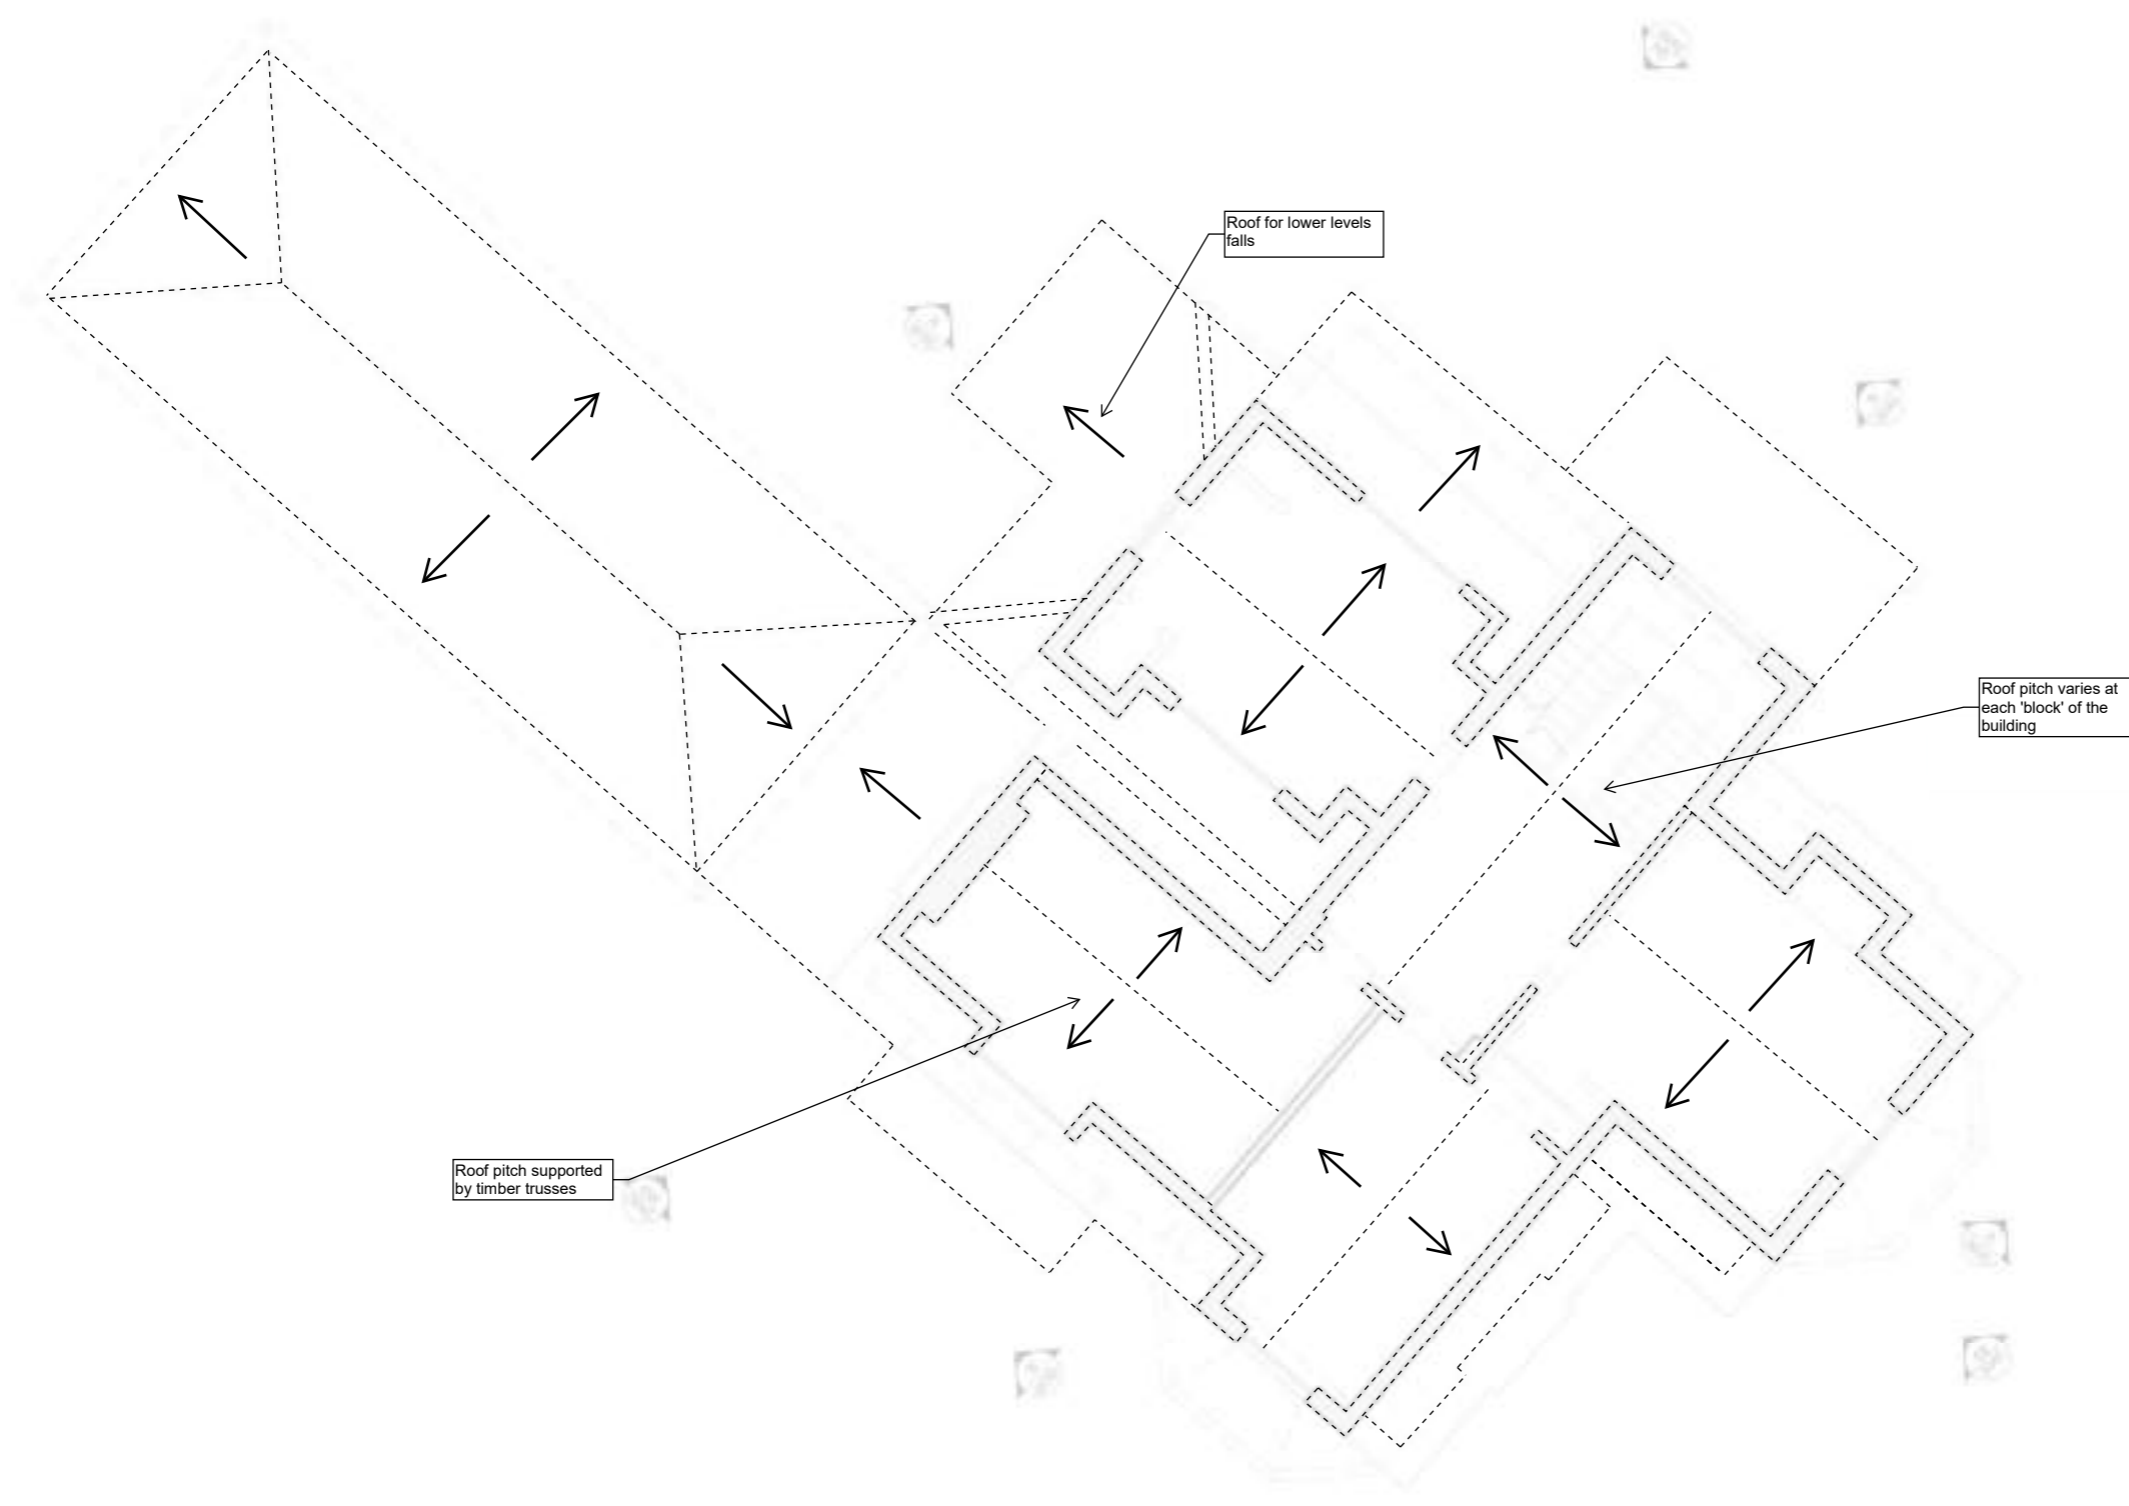 Roof for lower levels
falls
Roof pitch varies at
each 'block' of the
building
Roof pitch supported
by timber trusses